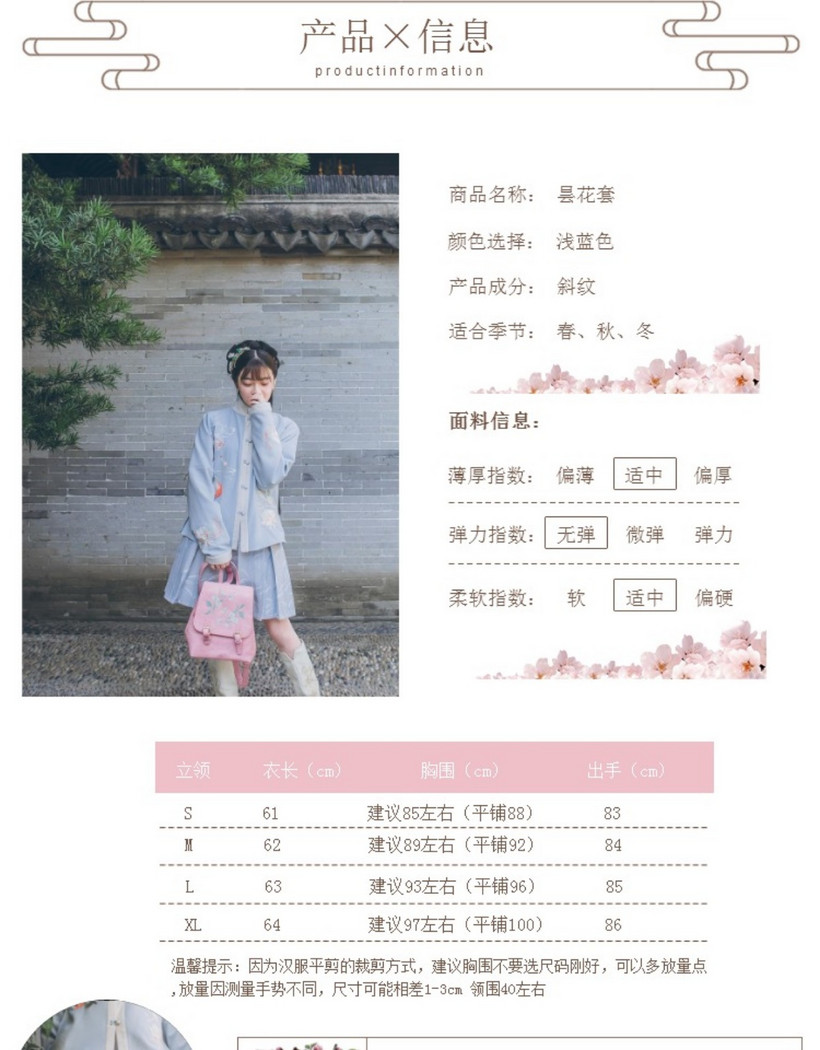 产品×信息
productinformation
商品名称： 昙花套
颜色选择： 浅蓝色
产品成分： 斜纹
适合季节： 春、秋、冬
面料信息：
薄厚指数： 偏薄 适中 偏厚
弹力指数： 无弹 微弹 弹力
柔软指数： 软 适中 偏硬
立领 衣长（cm） 胸围（cm） 出手（cm）
S 61 建议85左右（平铺88） 83
M 62 建议89左右（平铺92） 84
L 63 建议93左右（平铺96） 85
XL 64 建议97左右（平铺100） 86
温馨提示：因为汉服平剪的裁剪方式，建议胸围不要选尺码刚好，可以多放量点
,放量因测量手势不同，尺寸可能相差1-3cm 领围40左右